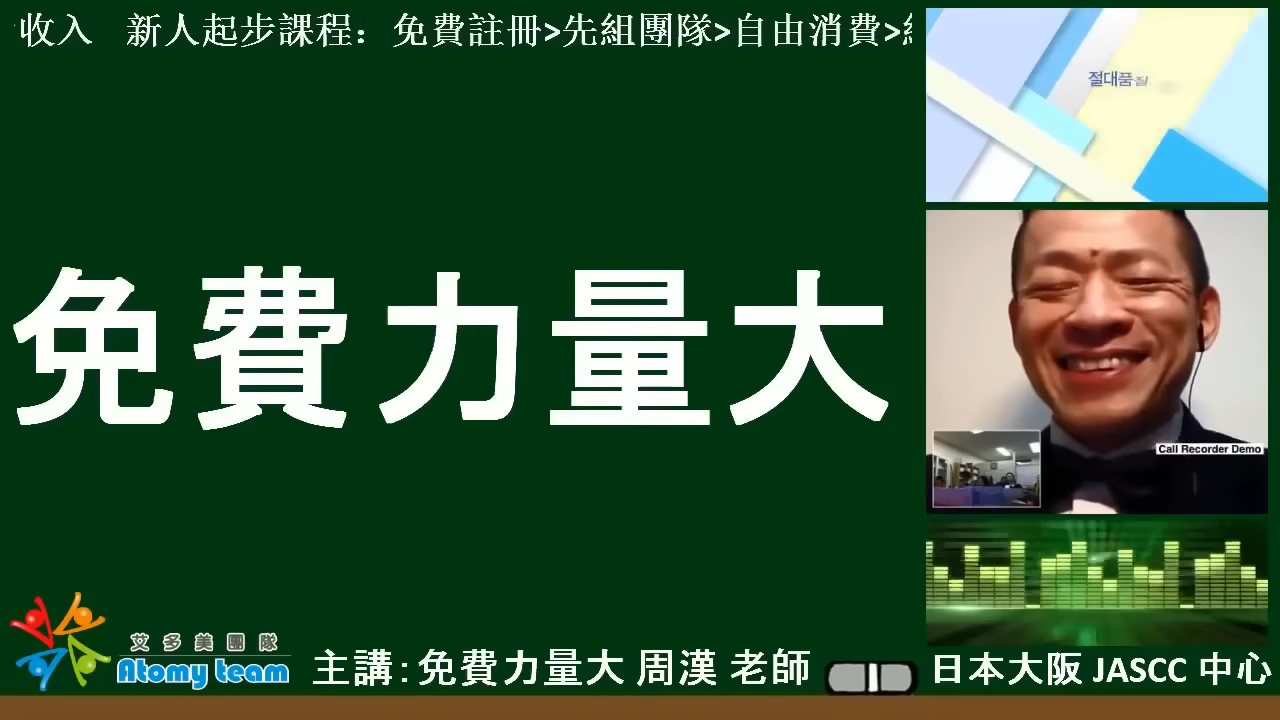 收入 新人起步課程：免費註冊>先組團隊>自由消費>
절대품질
免費力量大
Call Recorder Demo
艾多美團隊
Atomy team
主講:免費力量大 周漢 老師
日本大阪 JASCC 中心